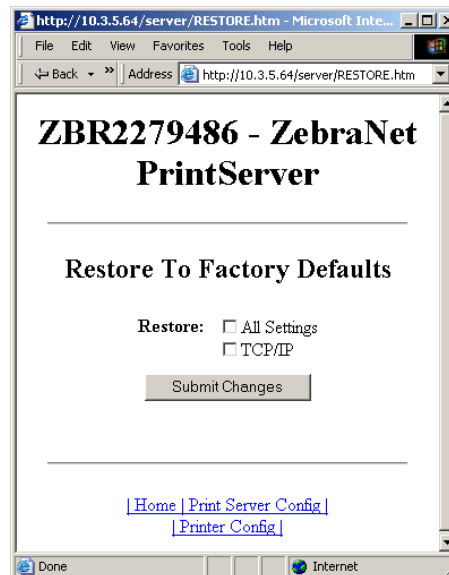 http://10.3.5.64/server/RESTORE.htm - Microsoft Inte...
File Edit View Favorites Tools Help
Back » Address http://10.3.5.64/server/RESTORE.htm
ZBR2279486 - ZebraNet
PrintServer
Restore To Factory Defaults
Restore: All Settings
TCP/IP
Submit Changes
| Home | Print Server Config |
| Printer Config |
Done Internet